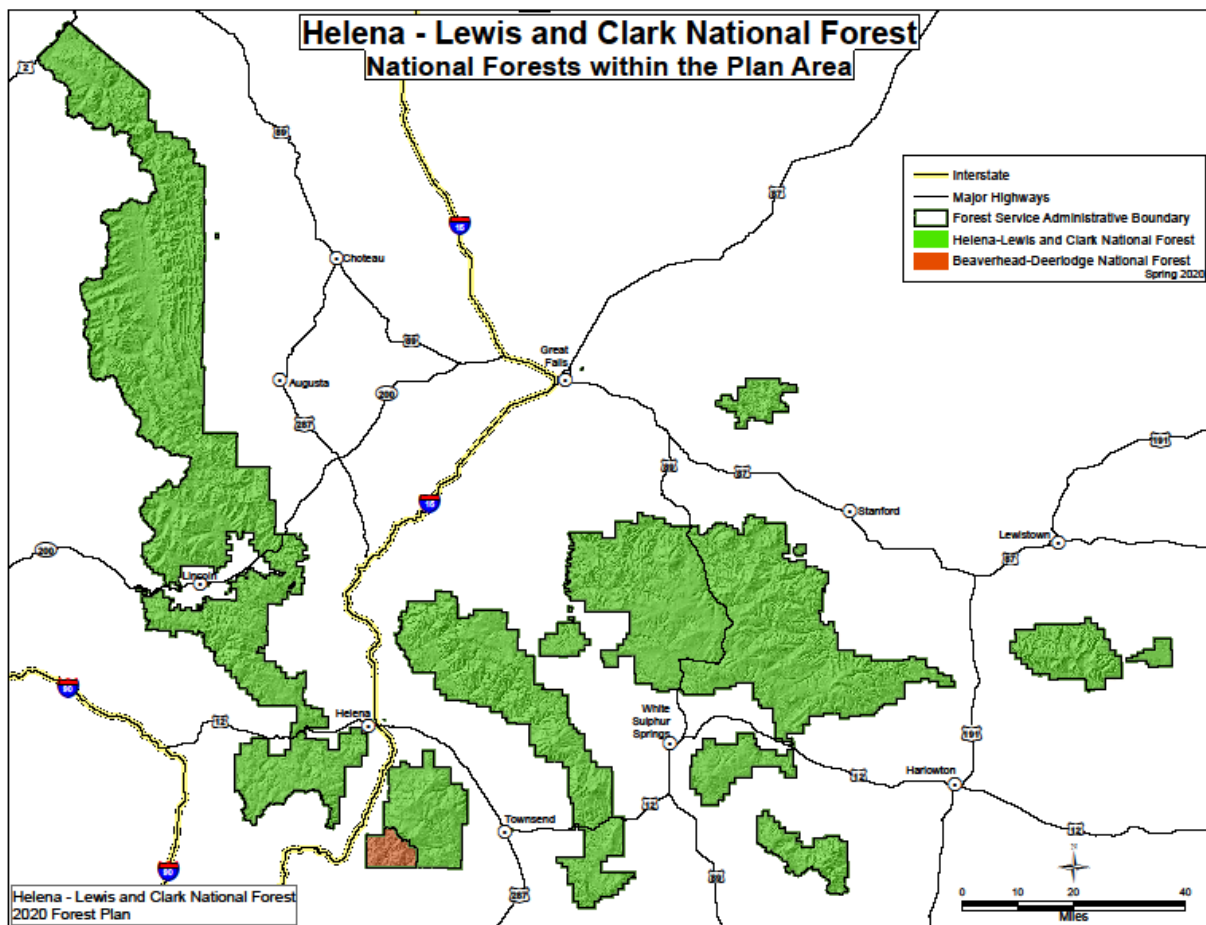 Helena - Lewis and Clark National Forest
National Forests within the Plan Area
2
89
15
87
Interstate
Major Highways
Forest Service Administrative Boundary
Helena-Lewis and Clark National Forest
Beaverhead-Deerlodge National Forest
Spring 2020
Choteau
89
Great
Falls
Augusta
200
287
191
89
87
15
Stanford
Lewistown
87
200
Lincoln
90
12
Helena
White
Sulphur
Springs
191
12
Harlowton
12
Townsend
12
N
90
89
287
0 10 20 40
Miles
Helena - Lewis and Clark National Forest
2020 Forest Plan